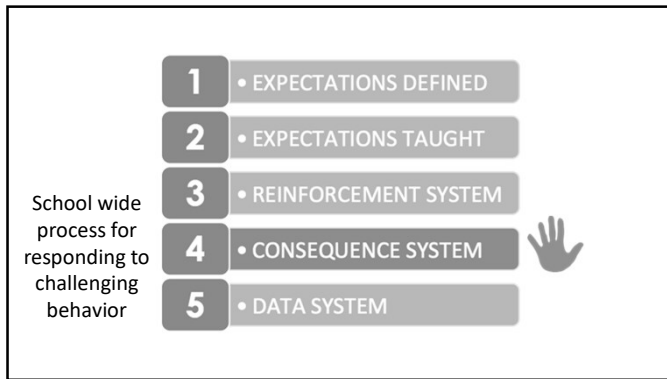 1 • EXPECTATIONS DEFINED
2 • EXPECTATIONS TAUGHT
3 • REINFORCEMENT SYSTEM
4 • CONSEQUENCE SYSTEM
5 • DATA SYSTEM
School wide
process for
responding to
challenging
behavior